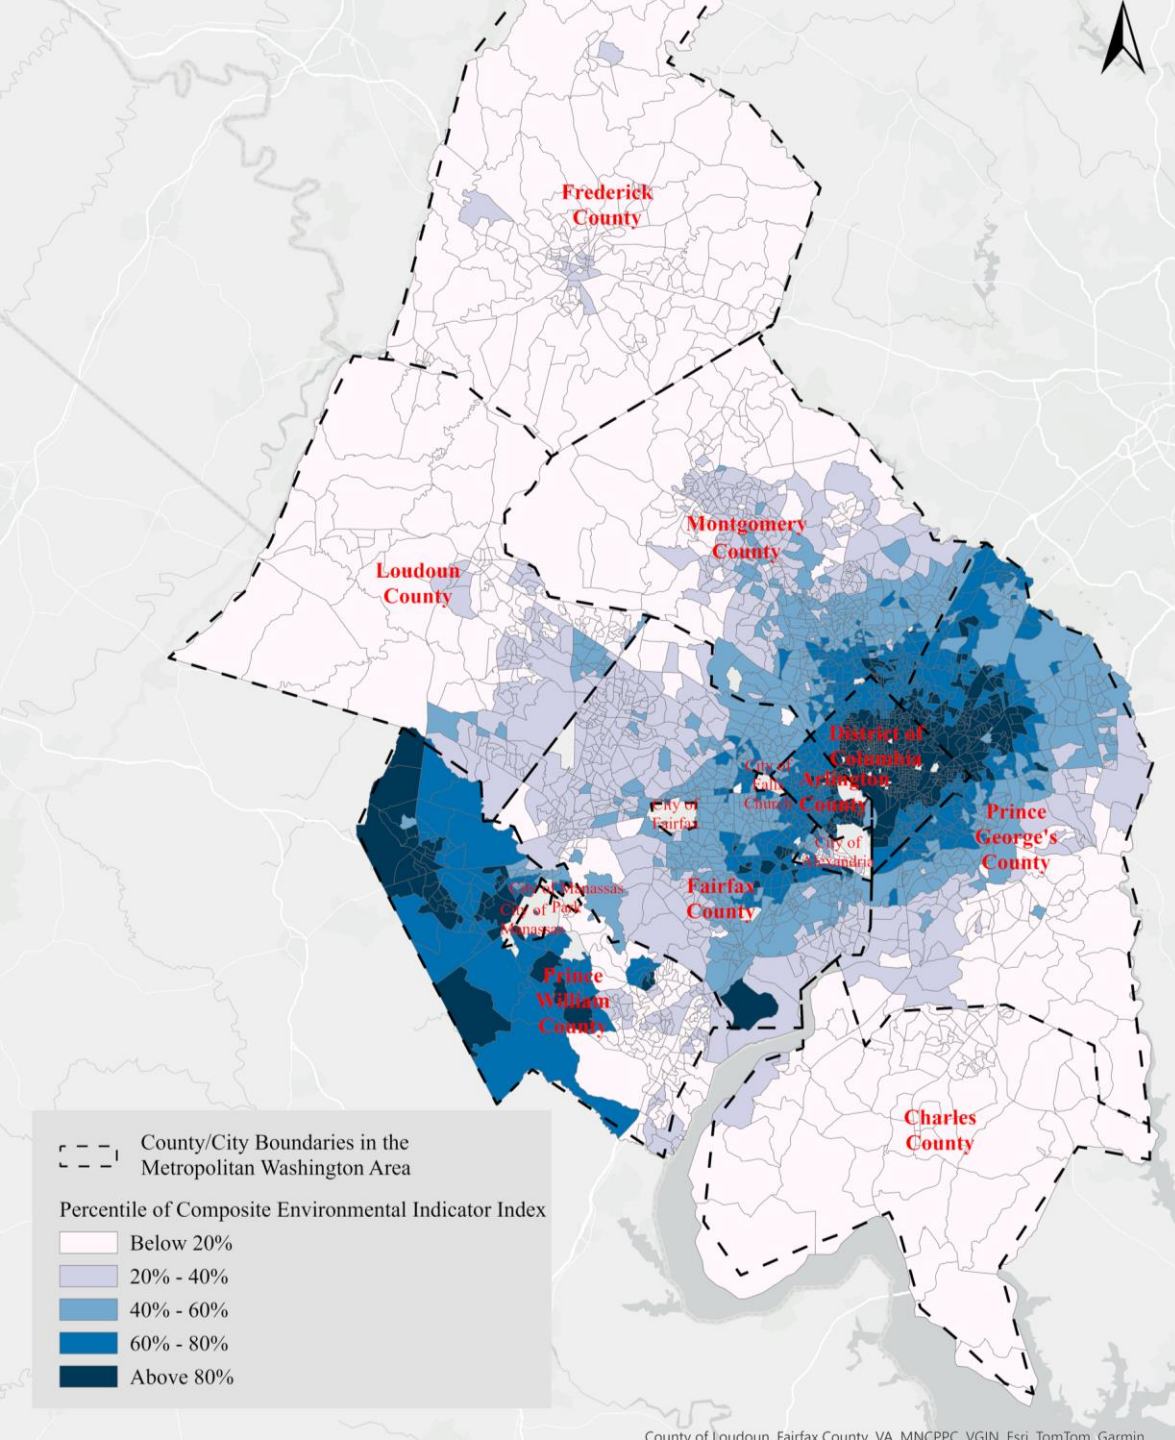 Frederick
County
Montgomery
County
Loudoun
County
District of
Columbia
City of
Falls
Church
Arlington
County
City of
Fairfax
Prince
George's
County
City of
Alexandria
Fairfax
County
City of Manassas
Park
City of
Manassas
Prince
William
County
Charles
County
County/City Boundaries in the
Metropolitan Washington Area
Percentile of Composite Environmental Indicator Index
Below 20%
20% - 40%
40% - 60%
60% - 80%
Above 80%
County of Loudoun, Fairfax County, VA, MNCPPC, VGIN, Esri, TomTom, Garmin,